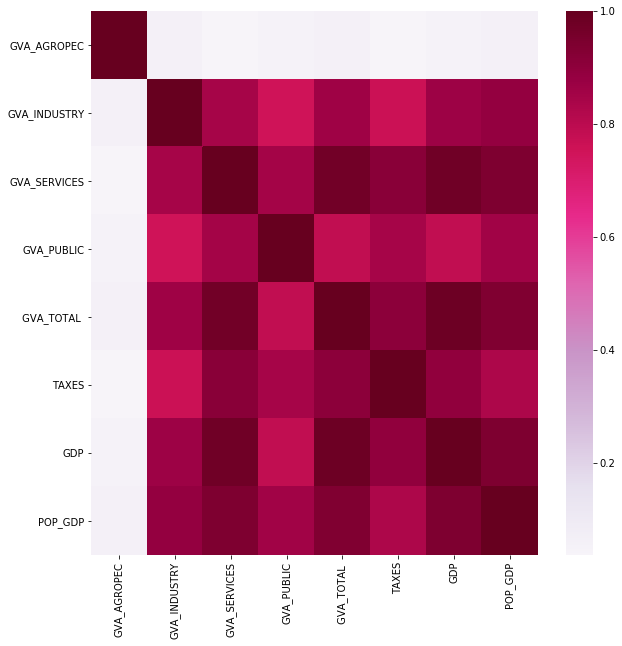 GVA_AGROPEC
GVA_INDUSTRY
GVA_SERVICES
GVA_PUBLIC
GVA_TOTAL
TAXES
GDP
POP_GDP
GVA_AGROPEC
GVA_INDUSTRY
GVA_SERVICES
GVA_PUBLIC
GVA_TOTAL
TAXES
GDP
POP_GDP
1.0
0.8
0.6
0.4
0.2